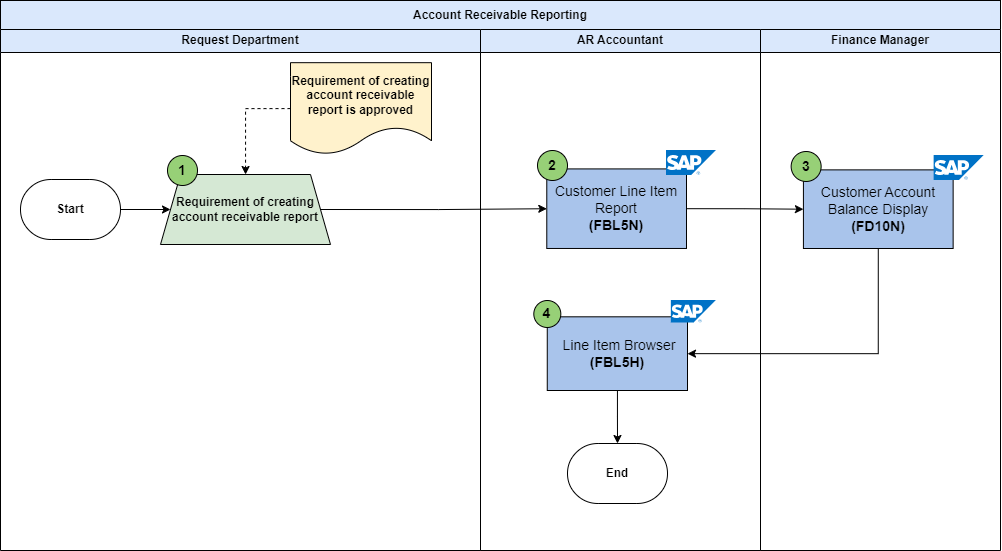 Account Receivable Reporting
Request Department
AR Accountant
Finance Manager
Requirement of creating
account receivable
report is approved
Start
1
Requirement of creating
account receivable report
2
SAP
Customer Line Item
Report
(FBL5N)
3
SAP
Customer Account
Balance Display
(FD10N)
4
SAP
Line Item Browser
(FBL5H)
End